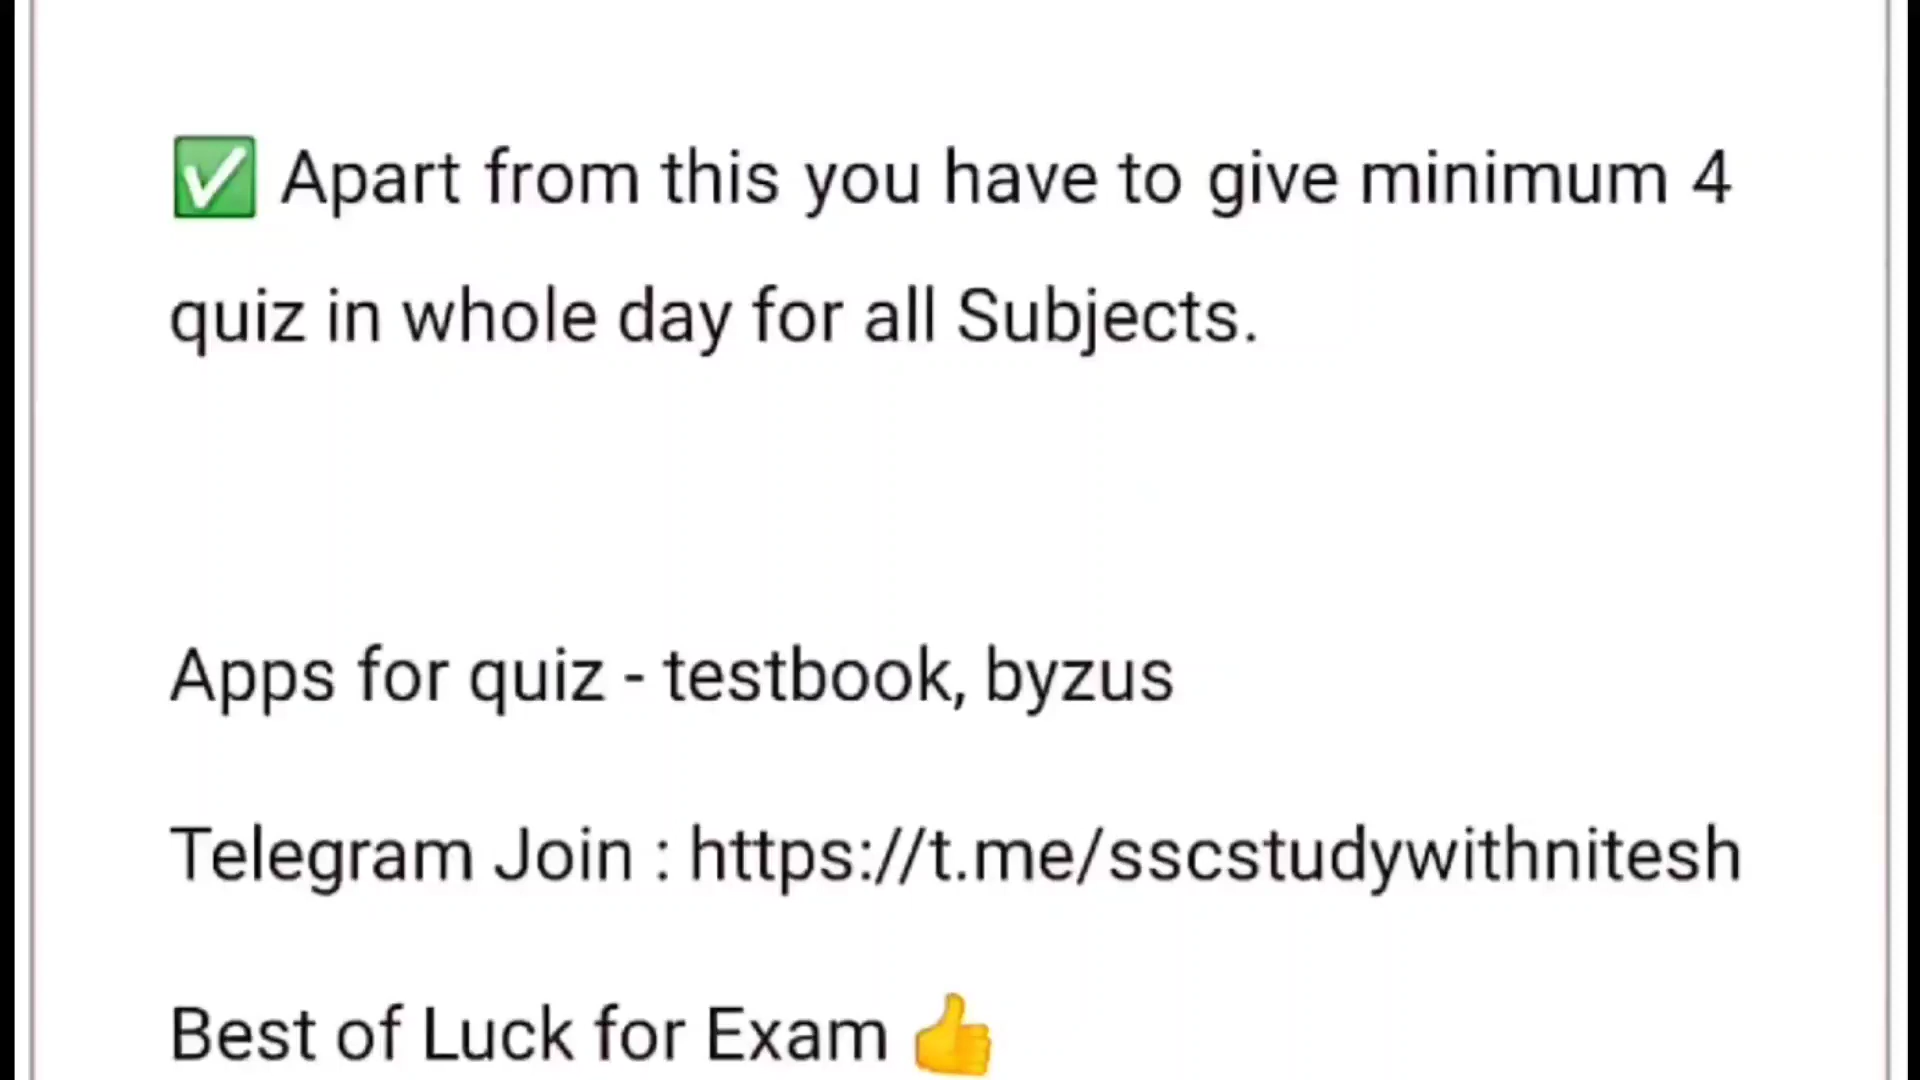 ✅ Apart from this you have to give minimum 4
quiz in whole day for all Subjects.
Apps for quiz - testbook, byzus
Telegram Join : https://t.me/sscstudywithnitesh
Best of Luck for Exam 👍